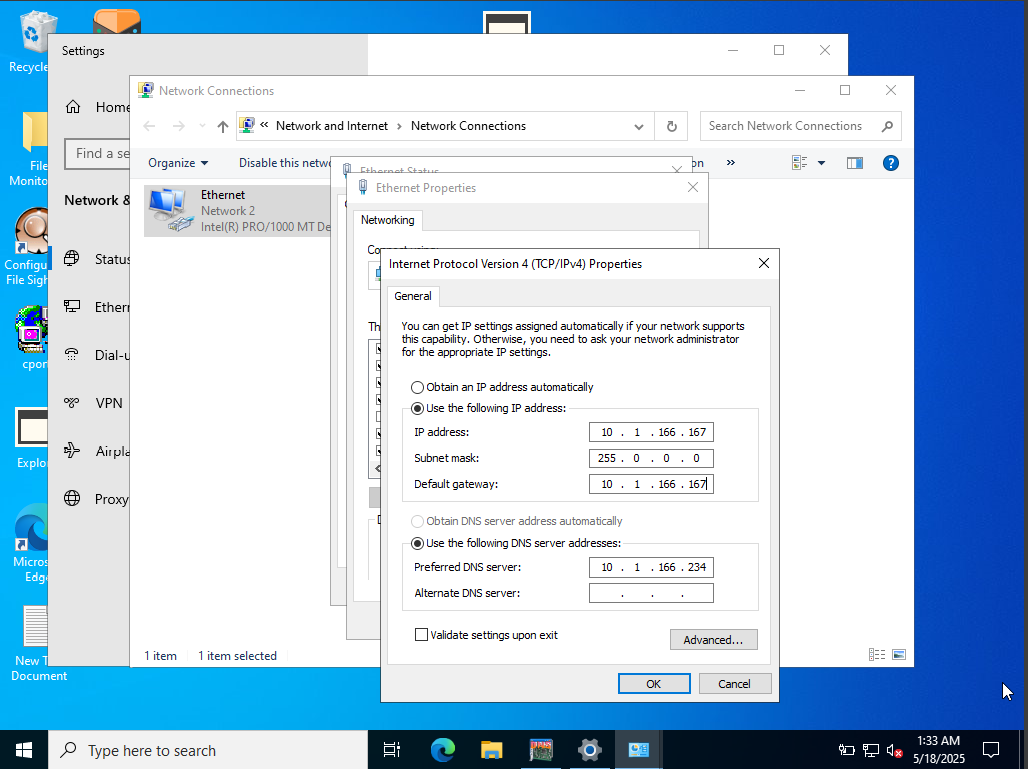 Recycle
Settings
Network Connections
Home
Network and Internet
Network Connections
Search Network Connections
Find a se
Organize
Disable this netwo
on
»
File
Monito
Ethernet Status
Ethernet Properties
Ethernet
Network 2
Intel(R) PRO/1000 MT De
Network &
Networking
Connect using:
Configu
File Sigh
Status
Internet Protocol Version 4 (TCP/IPv4) Properties
General
You can get IP settings assigned automatically if your network supports
this capability. Otherwise, you need to ask your network administrator
for the appropriate IP settings.
Ethern
Th
Dial-u
cpor
Obtain an IP address automatically
Use the following IP address:
VPN
IP address:
10 . 1 . 166 . 167
Subnet mask:
255 . 0 . 0 . 0
Airpla
Explo
Default gateway:
10 . 1 . 166 . 167
Proxy
Obtain DNS server address automatically
Use the following DNS server addresses:
Micros
Edge
Preferred DNS server:
10 . 1 . 166 . 234
Alternate DNS server:
. . .
Validate settings upon exit
Advanced...
1 item
1 item selected
New T
Document
OK
Cancel
Type here to search
1:33 AM
5/18/2025